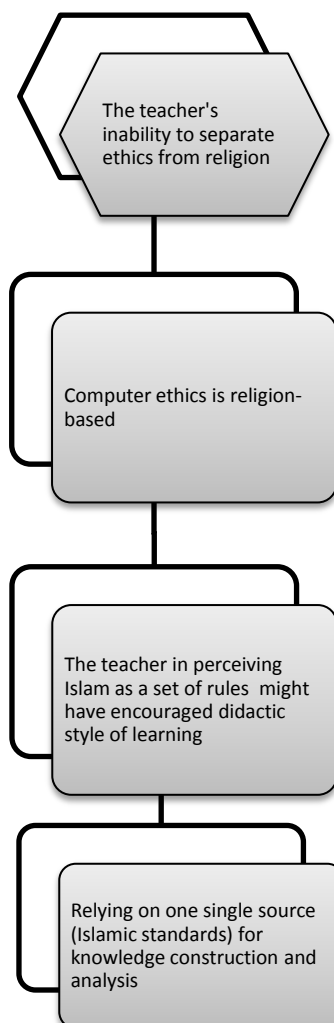 The teacher's
inability to separate
ethics from religion
Computer ethics is religion-
based
The teacher in perceiving
Islam as a set of rules might
have encouraged didactic
style of learning
Relying on one single source
(Islamic standards) for
knowledge construction and
analysis